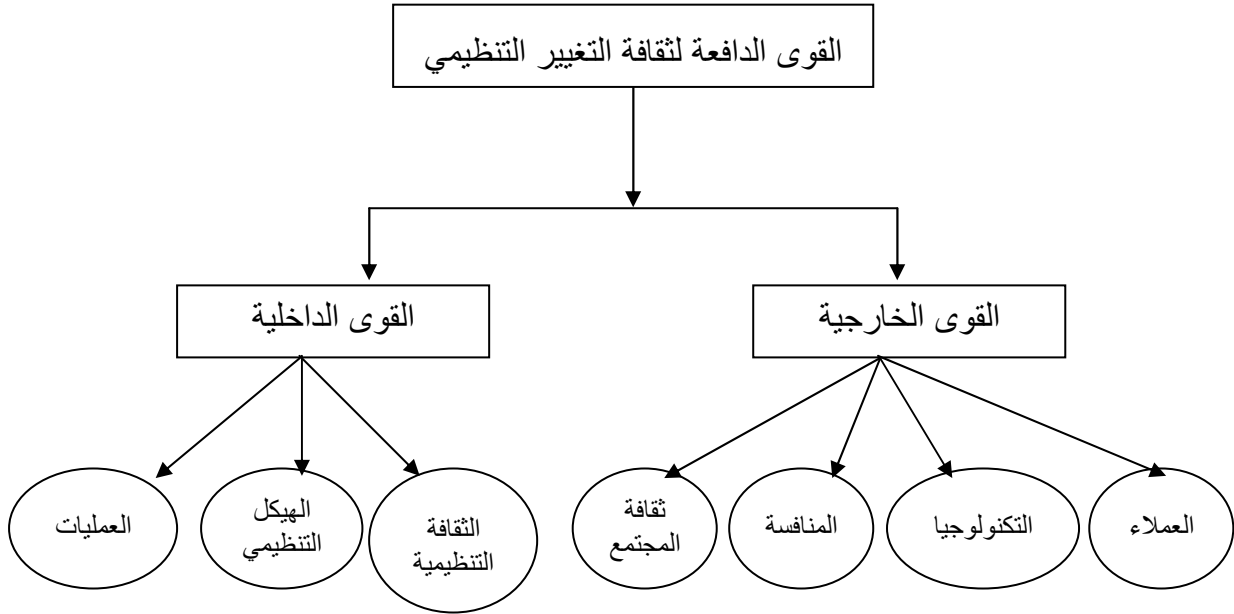 القوى الدافعة لثقافة التغيير التنظيمي
القوى الخارجية
القوى الداخلية
العملاء
التكنولوجيا
المنافسة
ثقافة
المجتمع
الثقافة
التنظيمية
الهيكل
التنظيمي
العمليات